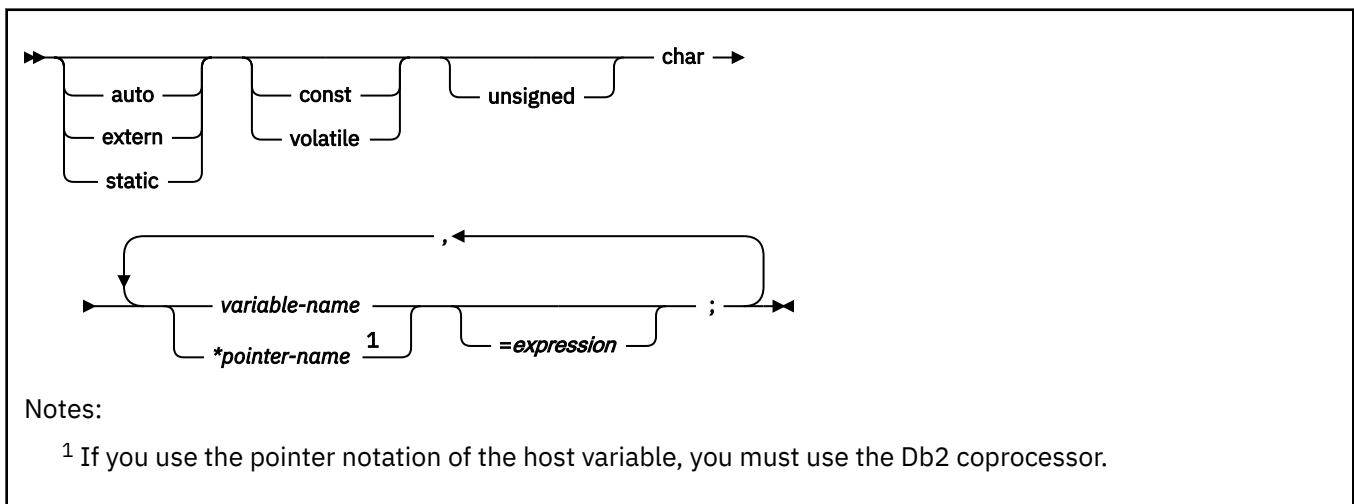 char
auto
const
unsigned
extern
volatile
static
,
variable-name ;
*pointer-name 1
=expression
Notes:
1 If you use the pointer notation of the host variable, you must use the Db2 coprocessor.